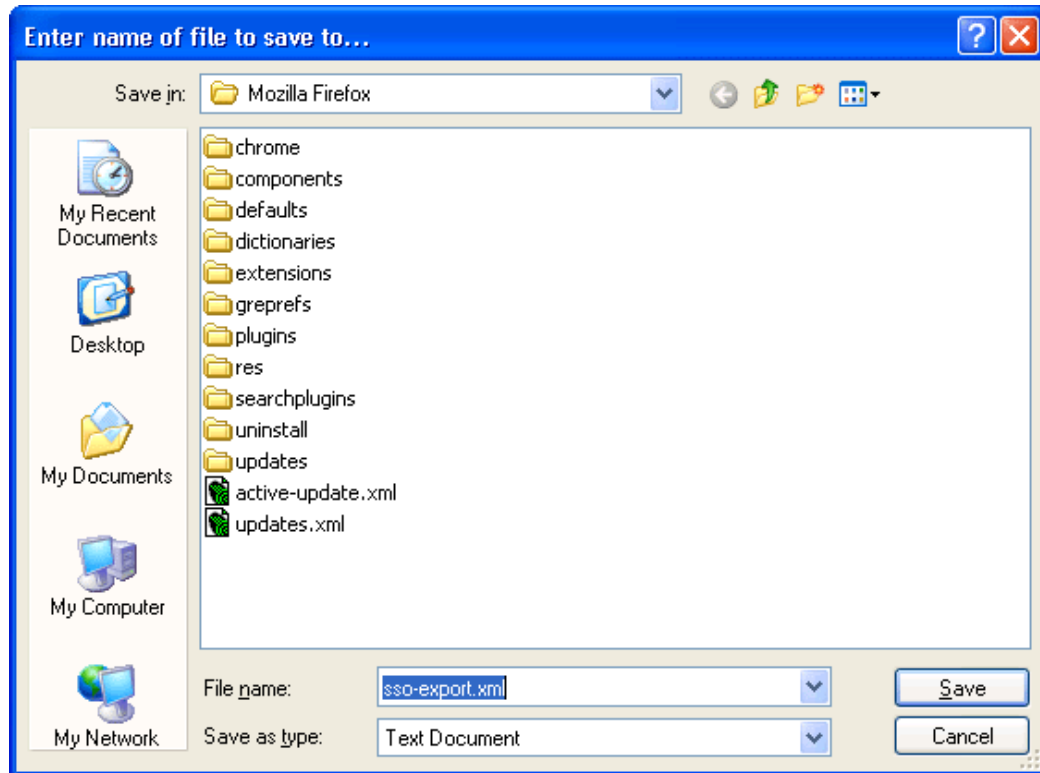 Enter name of file to save to...
Save in: Mozilla Firefox
My Recent
Documents
Desktop
My Documents
My Computer
My Network
chrome
components
defaults
dictionaries
extensions
greprefs
plugins
res
searchplugins
uninstall
updates
active-update.xml
updates.xml
File name: sso-export.xml Save
Save as type: Text Document Cancel